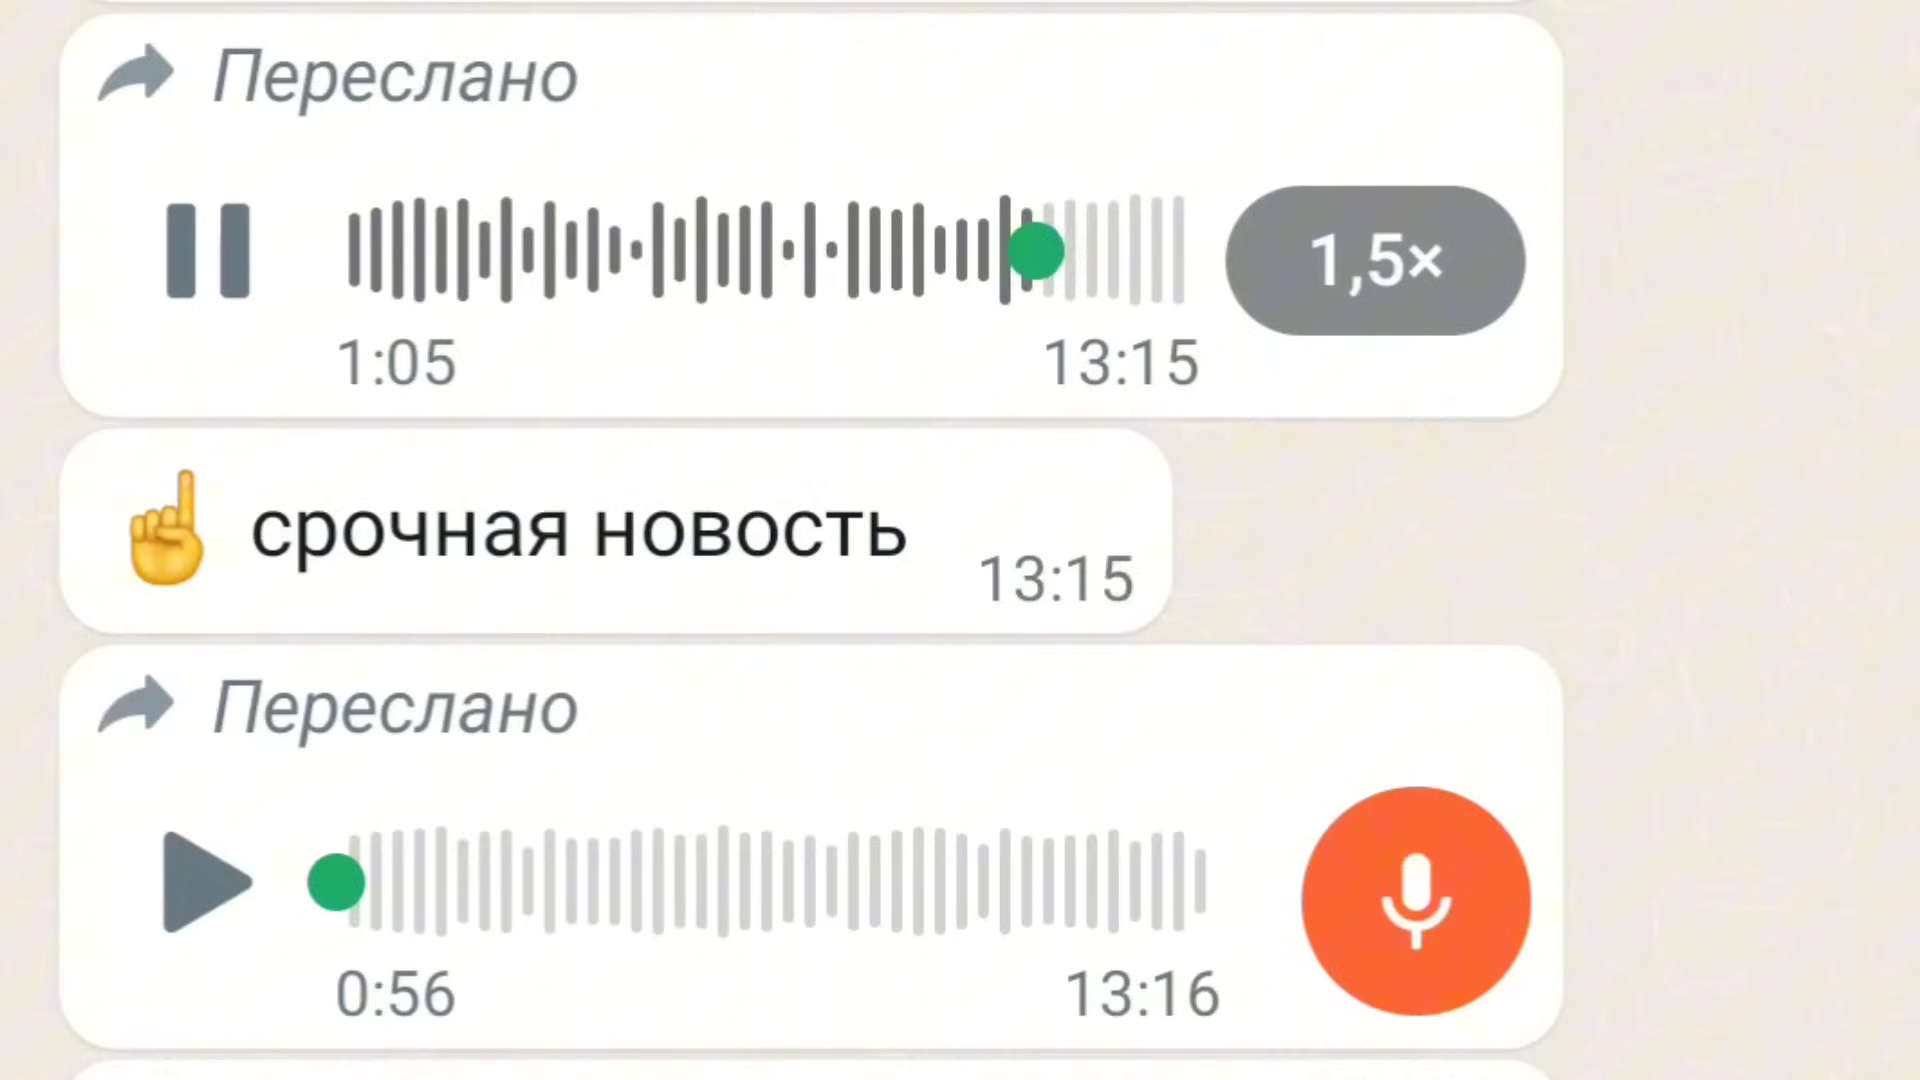 Переслано
1,5×
1:05
13:15
☝ срочная новость
13:15
Переслано
0:56
13:16